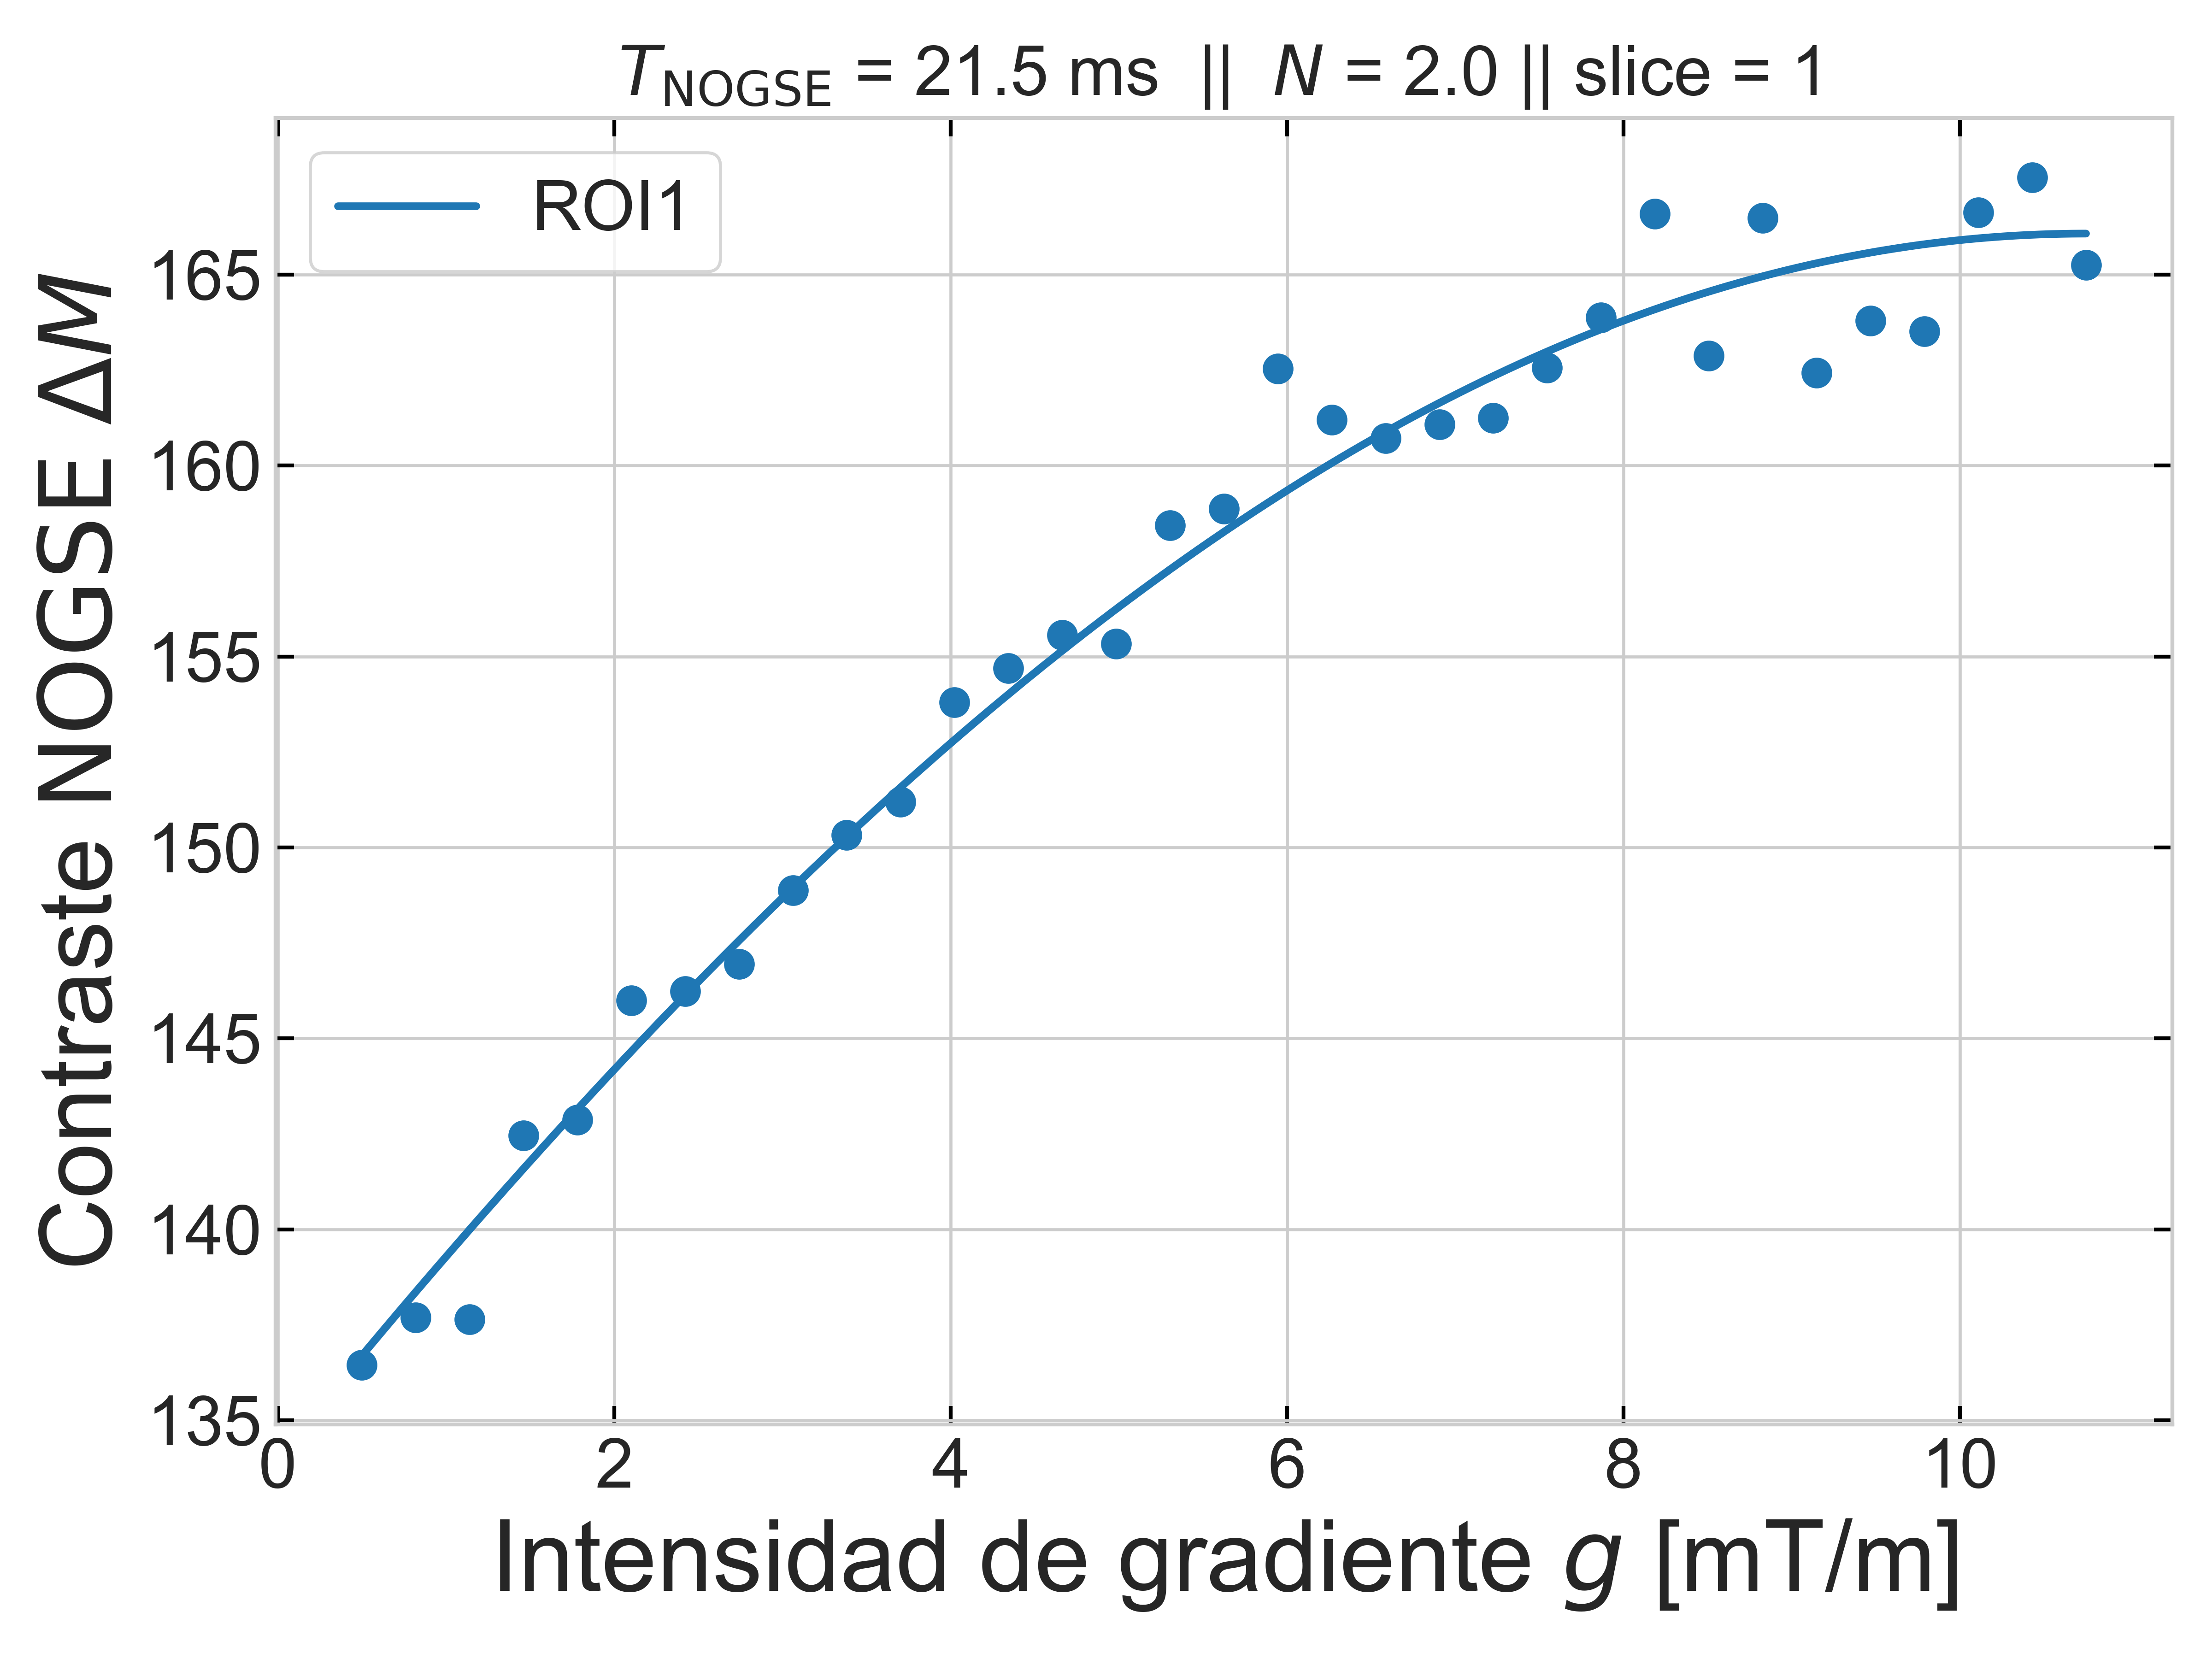 T_NOGSE = 21.5 ms || N = 2.0 || slice = 1
ROI1
Contraste NOGSE ΔM
165
160
155
150
145
140
135
0 2 4 6 8 10
Intensidad de gradiente g [mT/m]